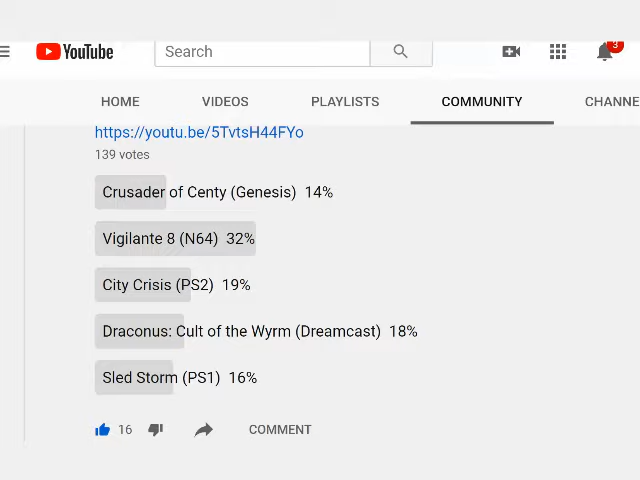 YouTube Search 3
HOME VIDEOS PLAYLISTS COMMUNITY CHANNE
https://youtu.be/5TvtsH44FYo
139 votes
Crusader of Centy (Genesis) 14%
Vigilante 8 (N64) 32%
City Crisis (PS2) 19%
Draconus: Cult of the Wyrm (Dreamcast) 18%
Sled Storm (PS1) 16%
16 COMMENT